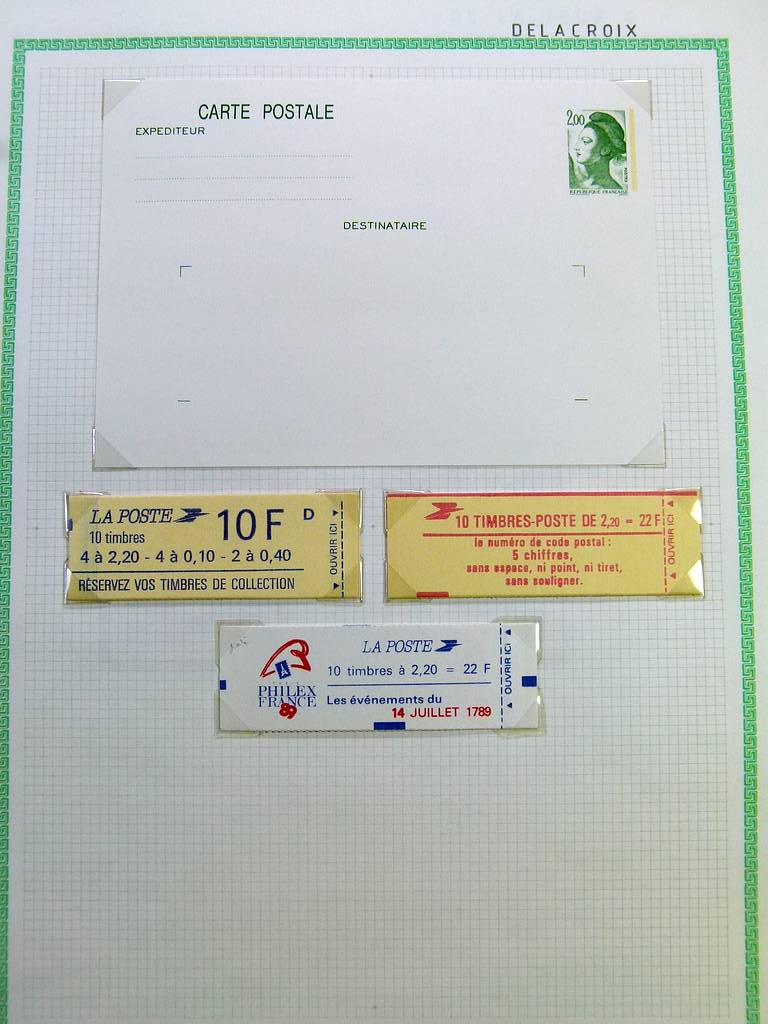 DELACROIX
CARTE POSTALE
EXPEDITEUR
2,00
REPUBLIQUE FRANÇAISE
DESTINATAIRE
LA POSTE 10 F D
10 timbres
4 à 2,20 - 4 à 0,10 - 2 à 0,40
RÉSERVEZ VOS TIMBRES DE COLLECTION
OUVRIR ICI
10 TIMBRES-POSTE DE 2,20 = 22 F
le numéro de code postal :
5 chiffres,
sans espace, ni point, ni tiret,
sans souligner.
OUVRIR ICI
LA POSTE
10 timbres à 2,20 = 22 F
PHILEX
FRANCE
89
Les événements du
14 JUILLET 1789
OUVRIR ICI